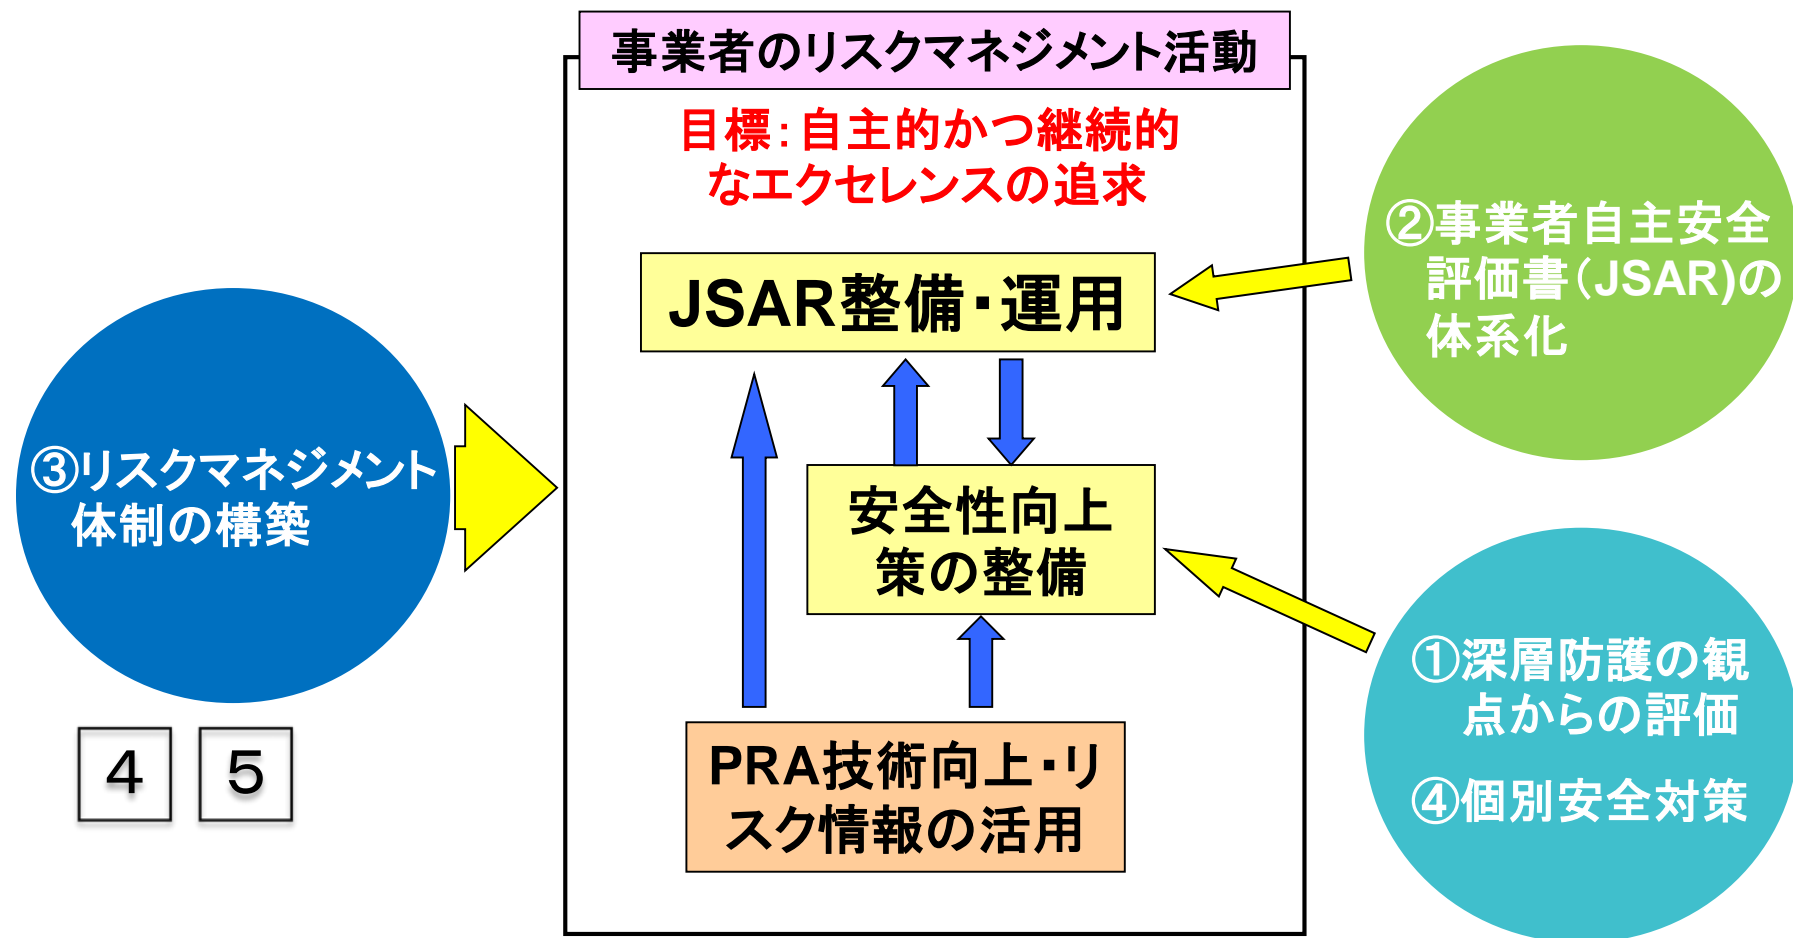 事業者のリスクマネジメント活動
目標：自主的かつ継続的
なエクセレンスの追求
JSAR整備・運用
安全性向上
策の整備
PRA技術向上・リ
スク情報の活用
③リスクマネジメント
体制の構築
４
５
②事業者自主安全
評価書（JSAR)の
体系化
①深層防護の観
点からの評価
④個別安全対策